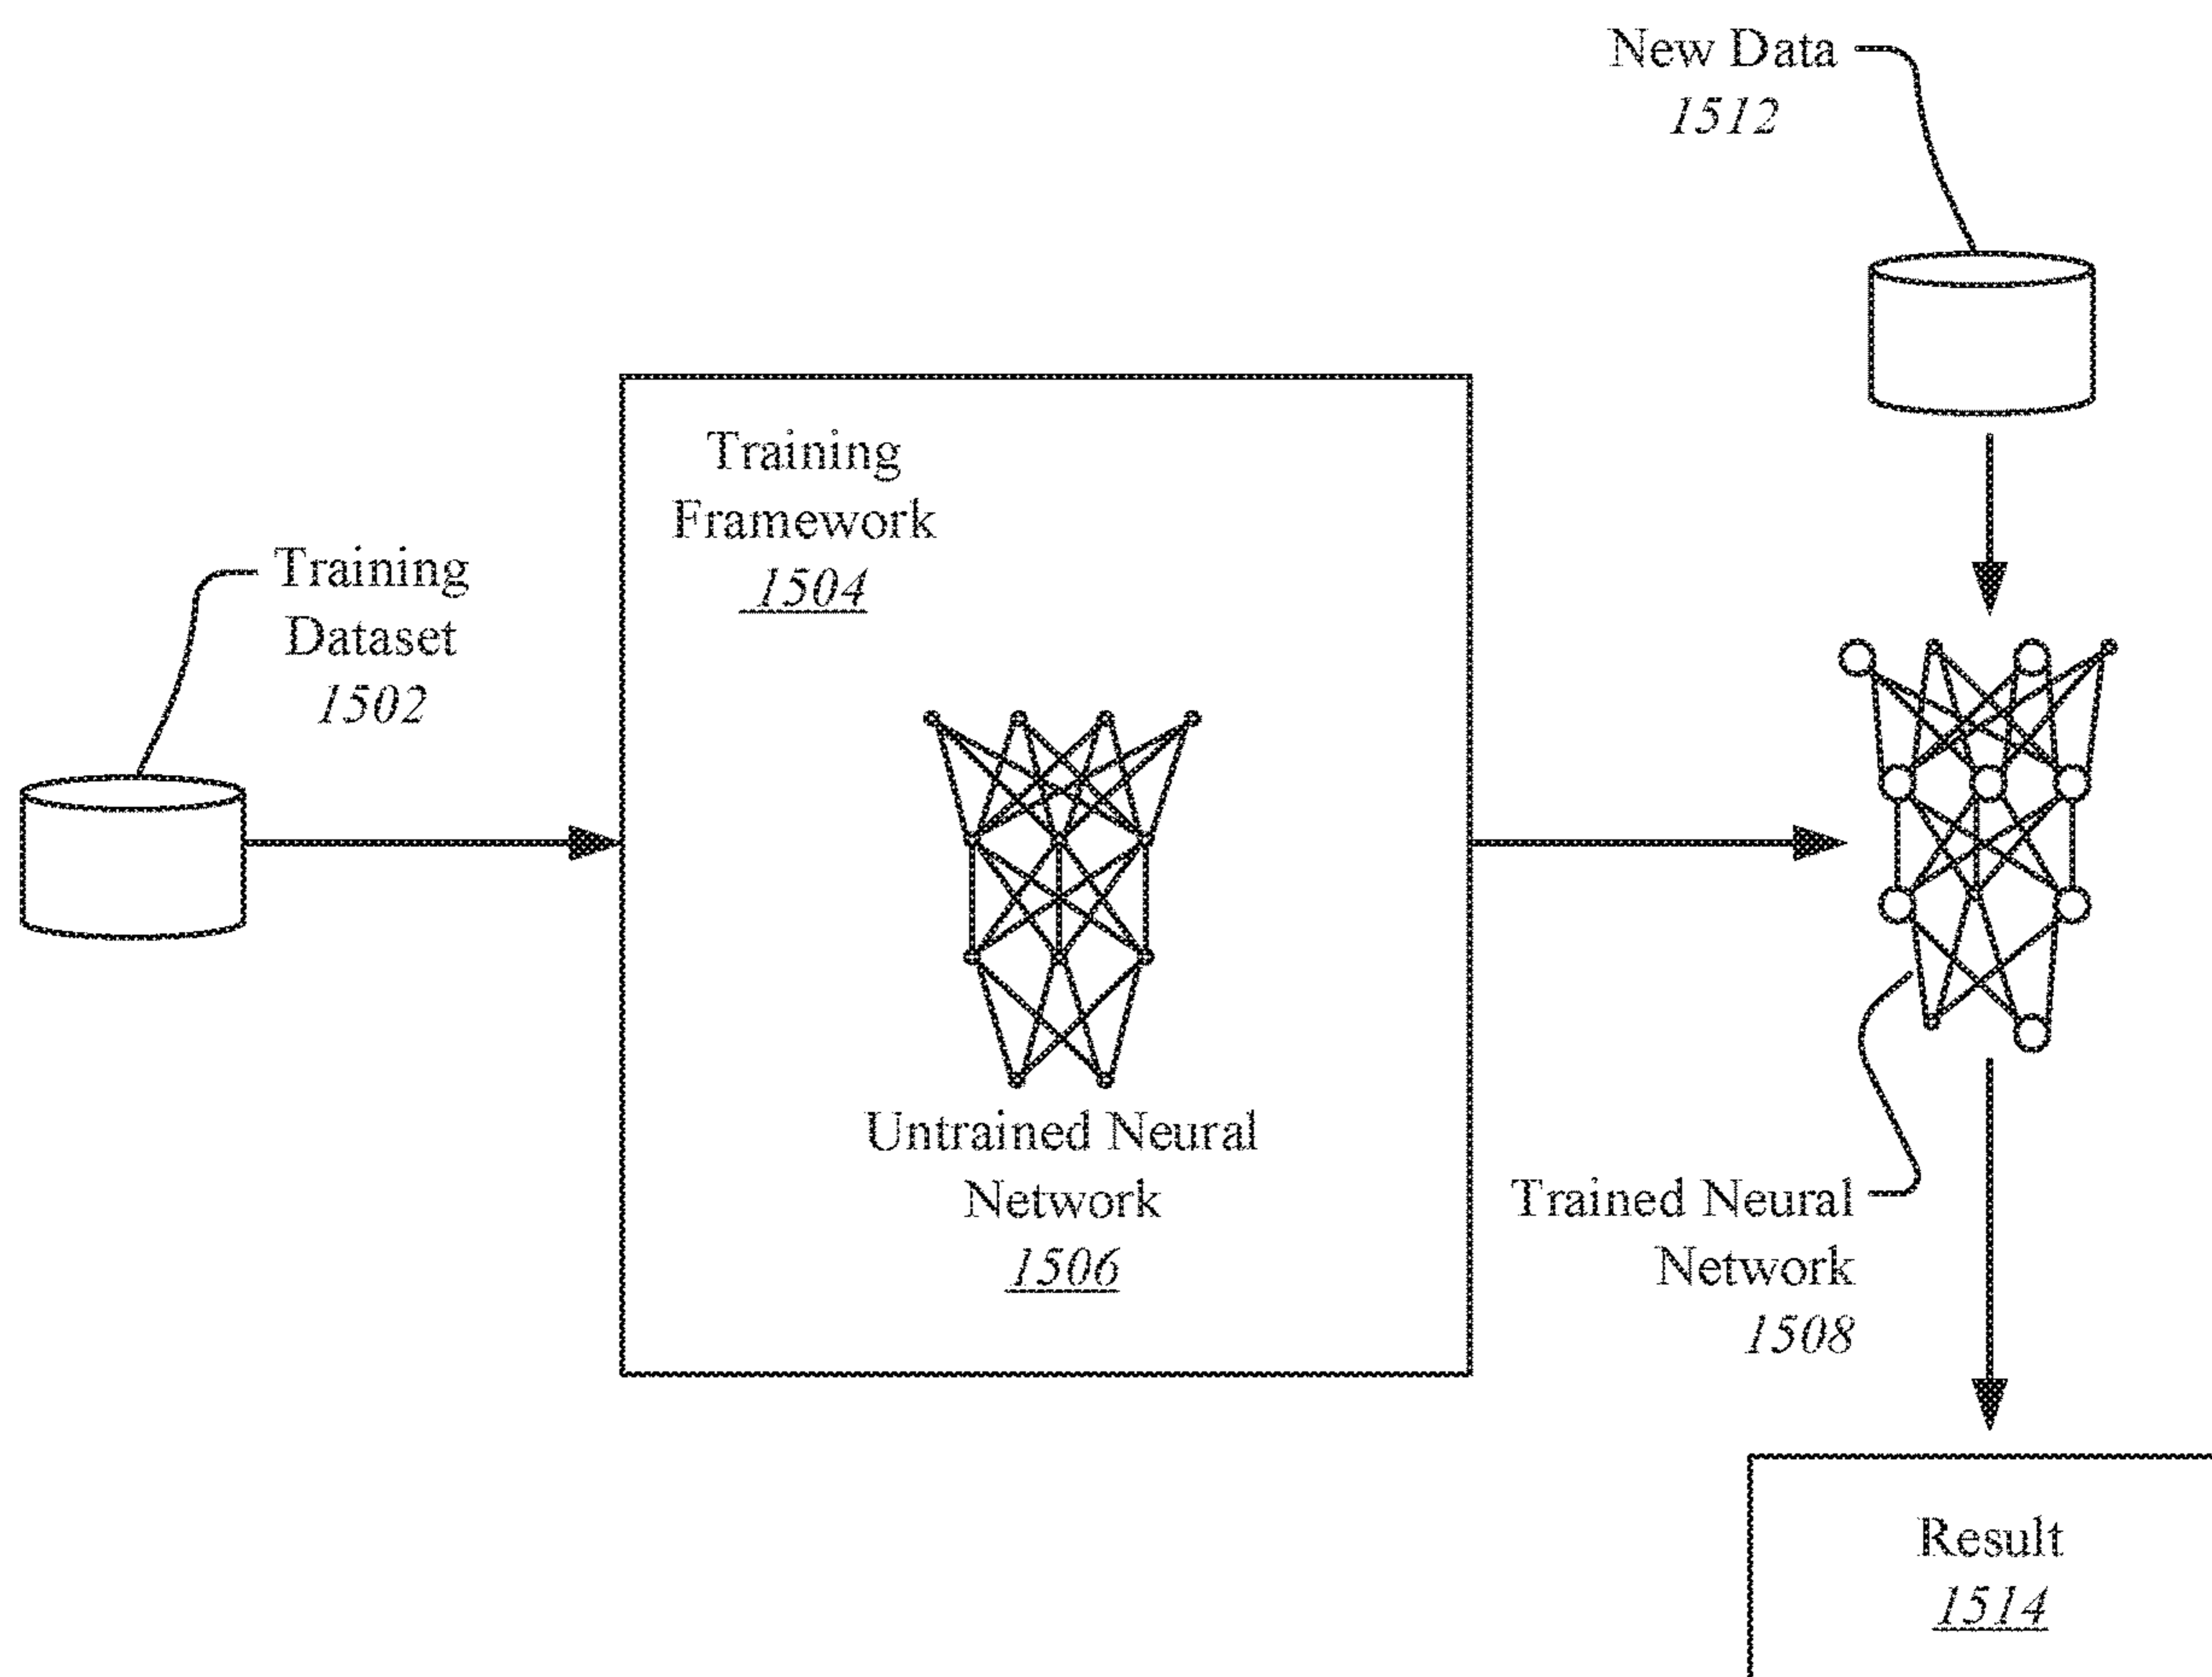 New Data
1512
Training
Framework
1504
Training
Dataset
1502
Untrained Neural
Network
1506
Trained Neural
Network
1508
Result
1514